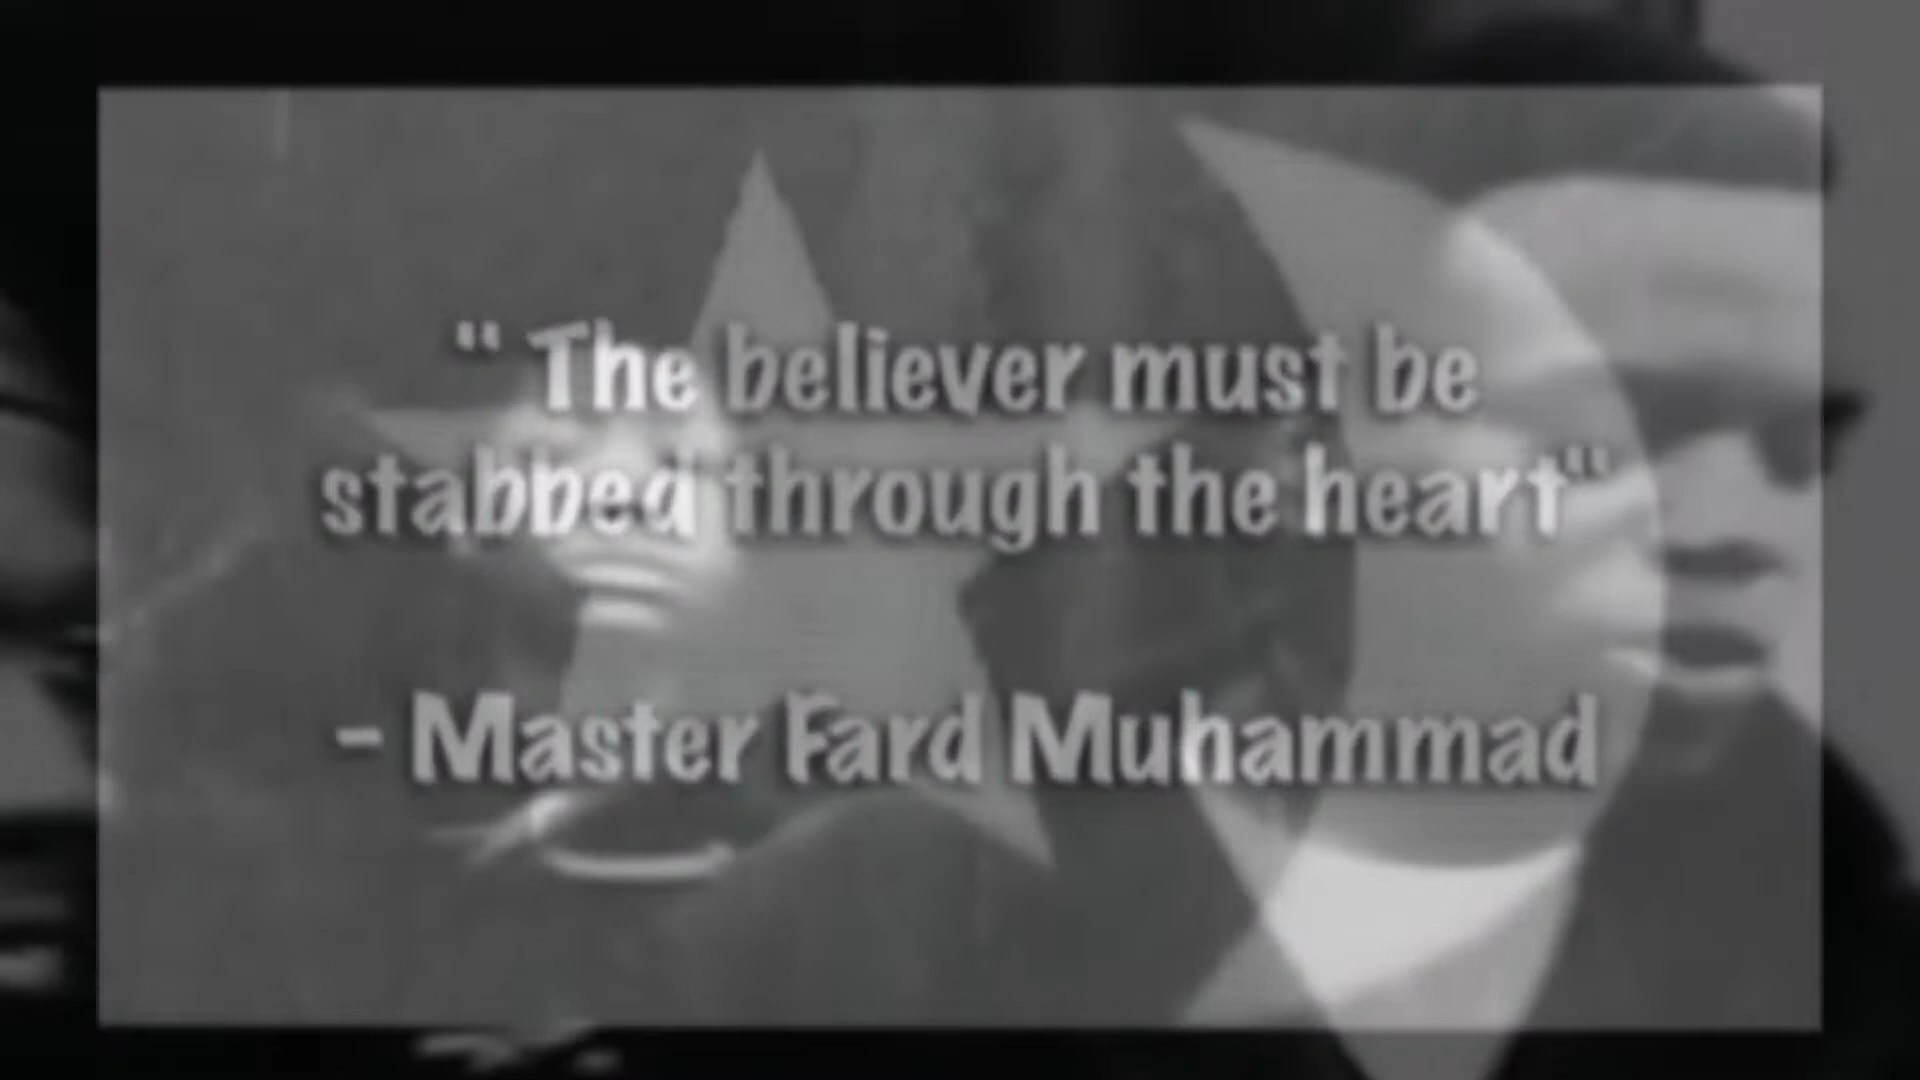 " The believer must be
stabbed through the heart"
- Master Fard Muhammad